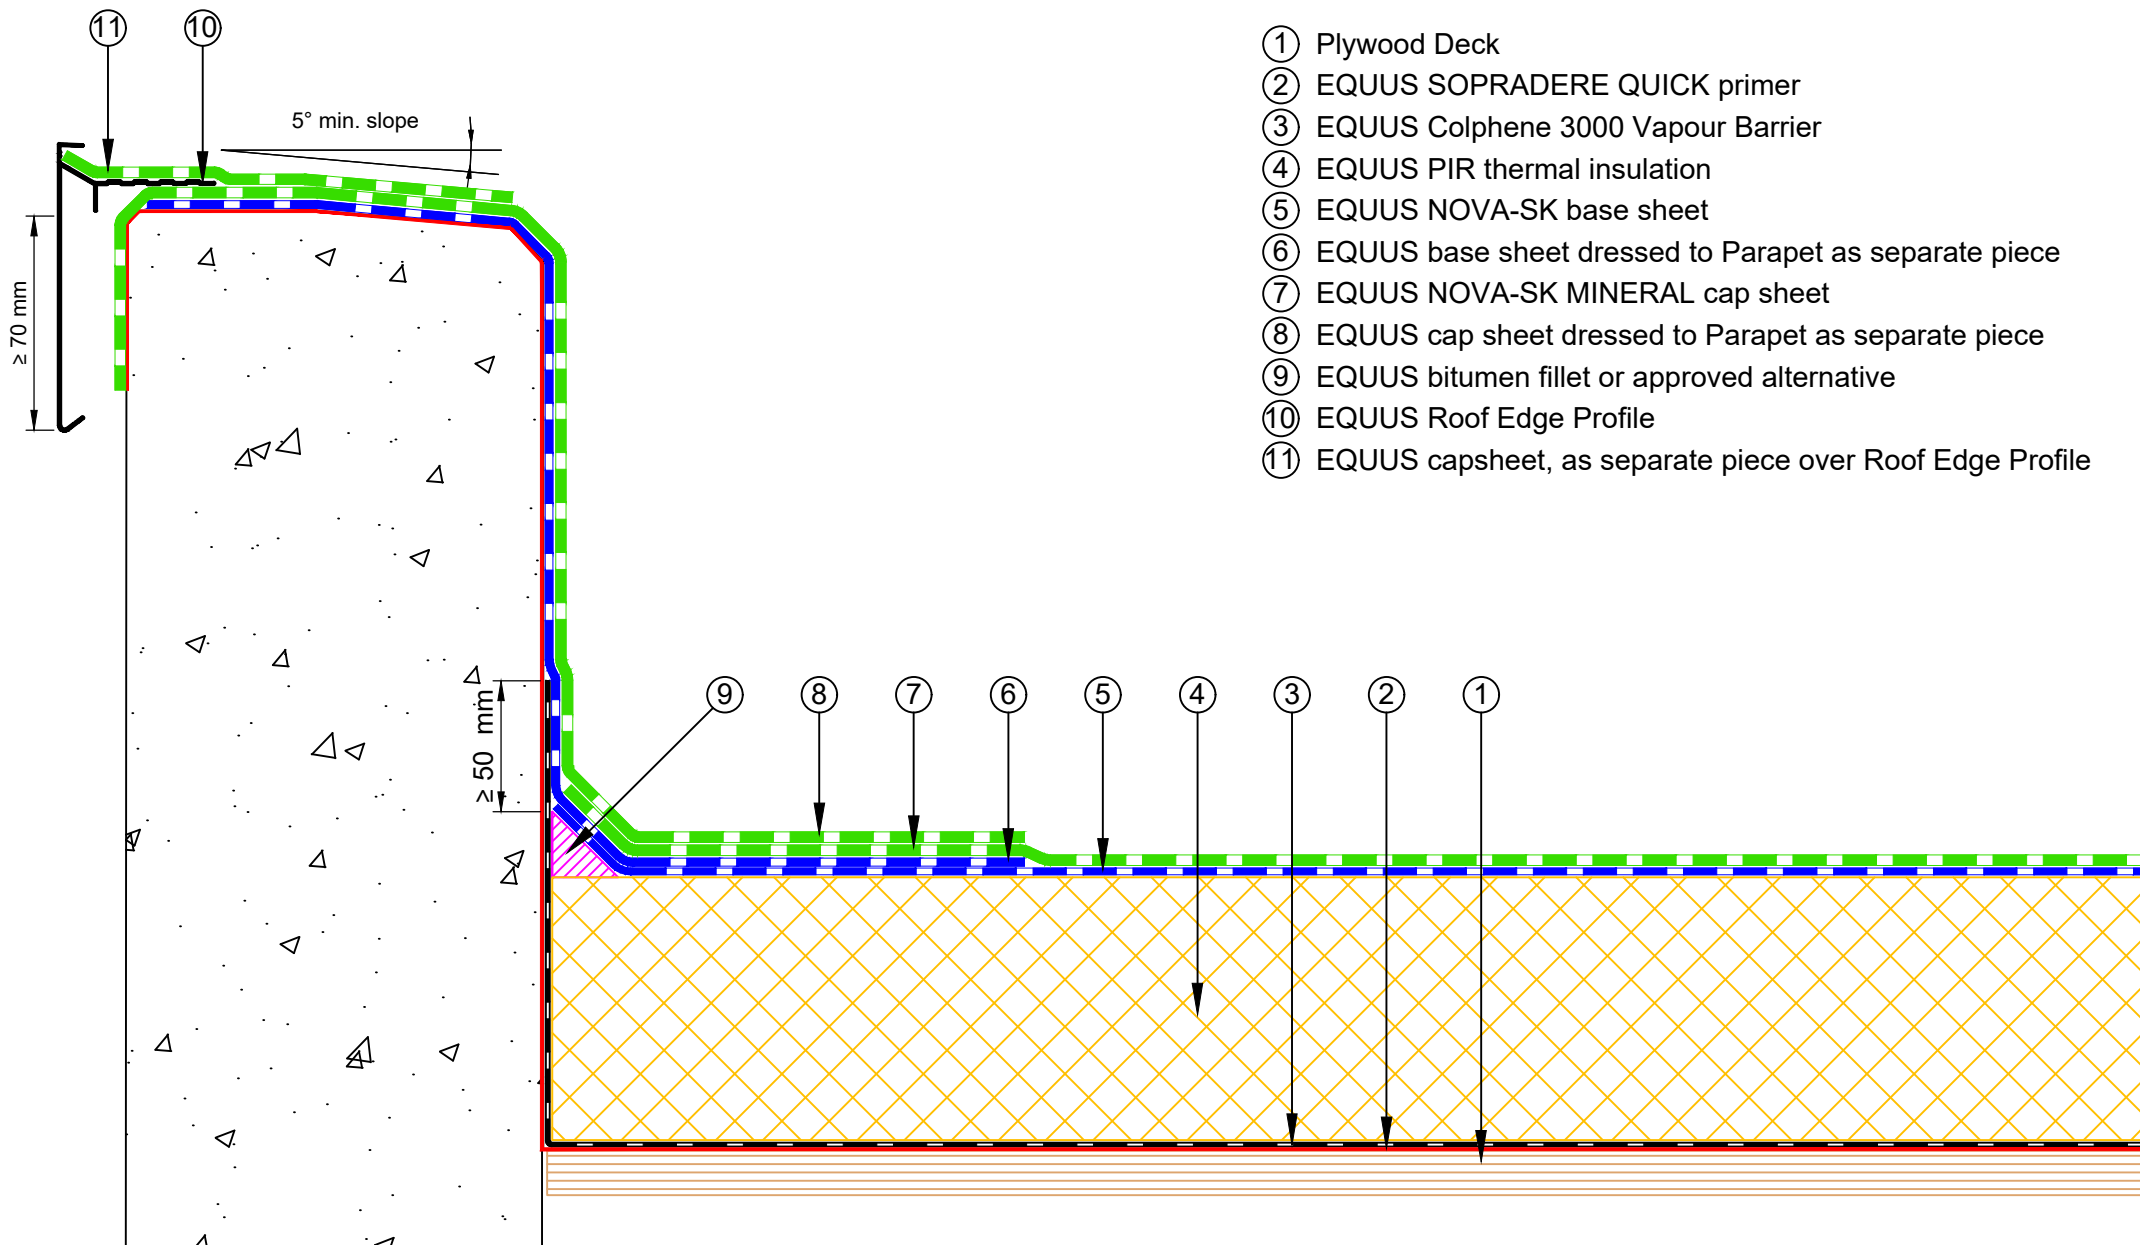 11 10
5° min. slope
≥ 70 mm
1 Plywood Deck
2 EQUUS SOPRADERE QUICK primer
3 EQUUS Colphene 3000 Vapour Barrier
4 EQUUS PIR thermal insulation
5 EQUUS NOVA-SK base sheet
6 EQUUS base sheet dressed to Parapet as separate piece
7 EQUUS NOVA-SK MINERAL cap sheet
8 EQUUS cap sheet dressed to Parapet as separate piece
9 EQUUS bitumen fillet or approved alternative
10 EQUUS Roof Edge Profile
11 EQUUS capsheet, as separate piece over Roof Edge Profile
≥ 50 mm
9 8 7 6 5 4 3 2 1